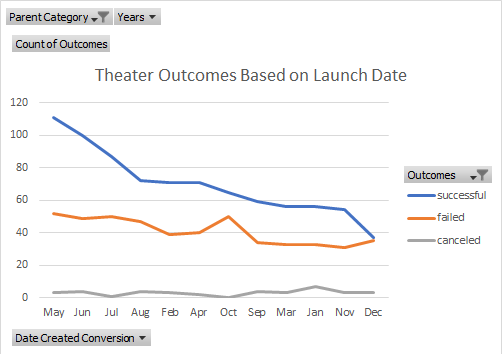 Parent Category Years
Count of Outcomes
Theater Outcomes Based on Launch Date
120
100
80
60
40
20
0
May Jun Jul Aug Feb Apr Oct Sep Mar Jan Nov Dec
Outcomes
successful
failed
canceled
Date Created Conversion